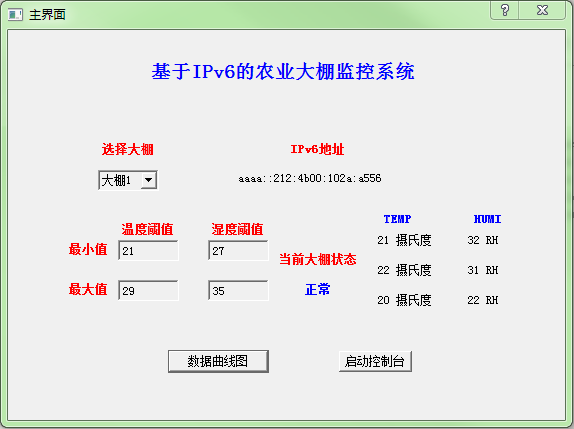 主界面
基于IPv6的农业大棚监控系统
选择大棚 IPv6地址
大棚1 aaaa::212:4b00:102a:a556
温度阈值 湿度阈值 TEMP HUMI
最小值 21 27 21 摄氏度 32 RH
当前大棚状态
22 摄氏度 31 RH
最大值 29 35 正常 20 摄氏度 22 RH
数据曲线图 启动控制台